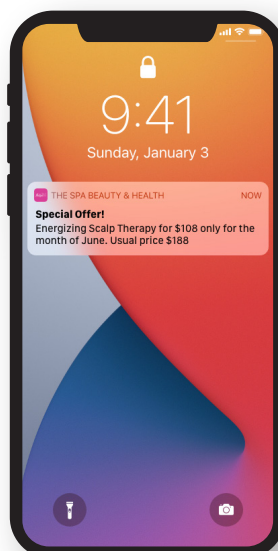 9:41
Sunday, January 3
THE SPA BEAUTY & HEALTH NOW
Special Offer!
Energizing Scalp Therapy for $108 only for the
month of June. Usual price $188